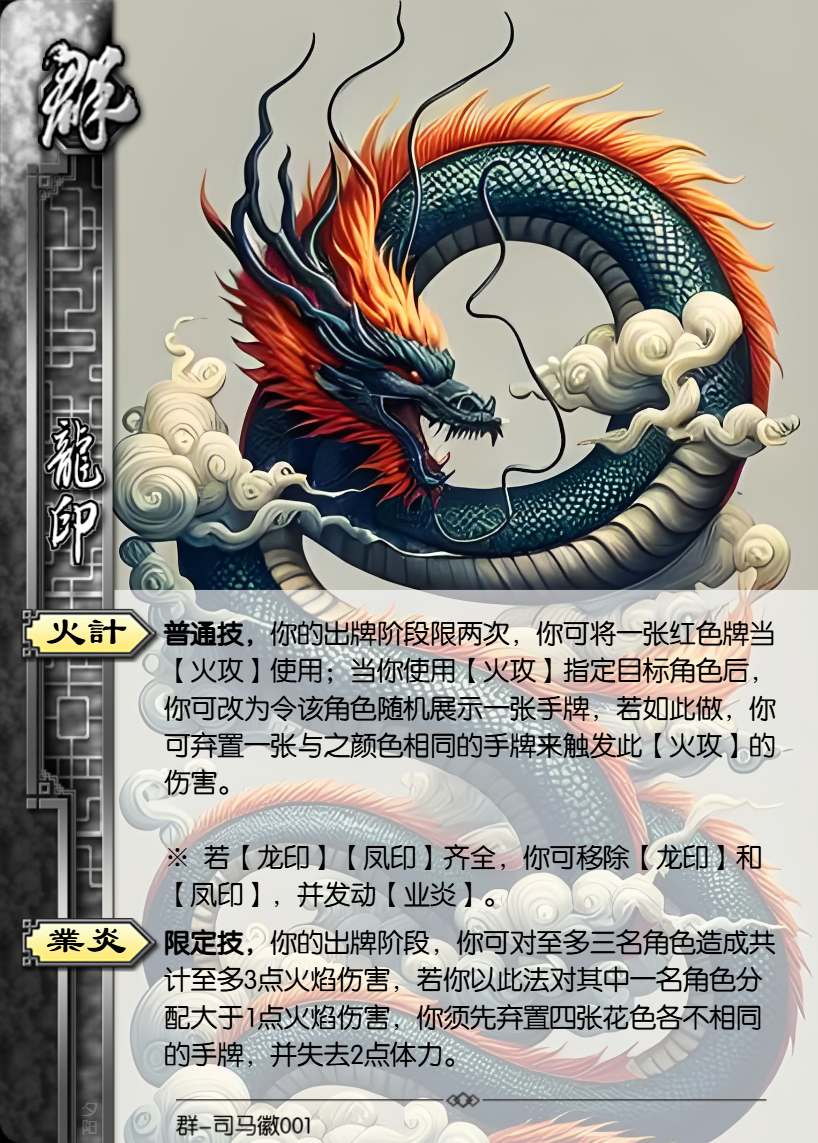 群
龍印
火計
普通技，你的出牌阶段限两次，你可将一张红色牌当
【火攻】使用；当你使用【火攻】指定目标角色后，
你可改为令该角色随机展示一张手牌，若如此做，你
可弃置一张与之颜色相同的手牌来触发此【火攻】的
伤害。
※ 若【龙印】【凤印】齐全，你可移除【龙印】和
【凤印】，并发动【业炎】。
業炎
限定技，你的出牌阶段，你可对至多三名角色造成共
计至多3点火焰伤害，若你以此法对其中一名角色分
配大于1点火焰伤害，你须先弃置四张花色各不相同
的手牌，并失去2点体力。
夕阳
群-司马徽001